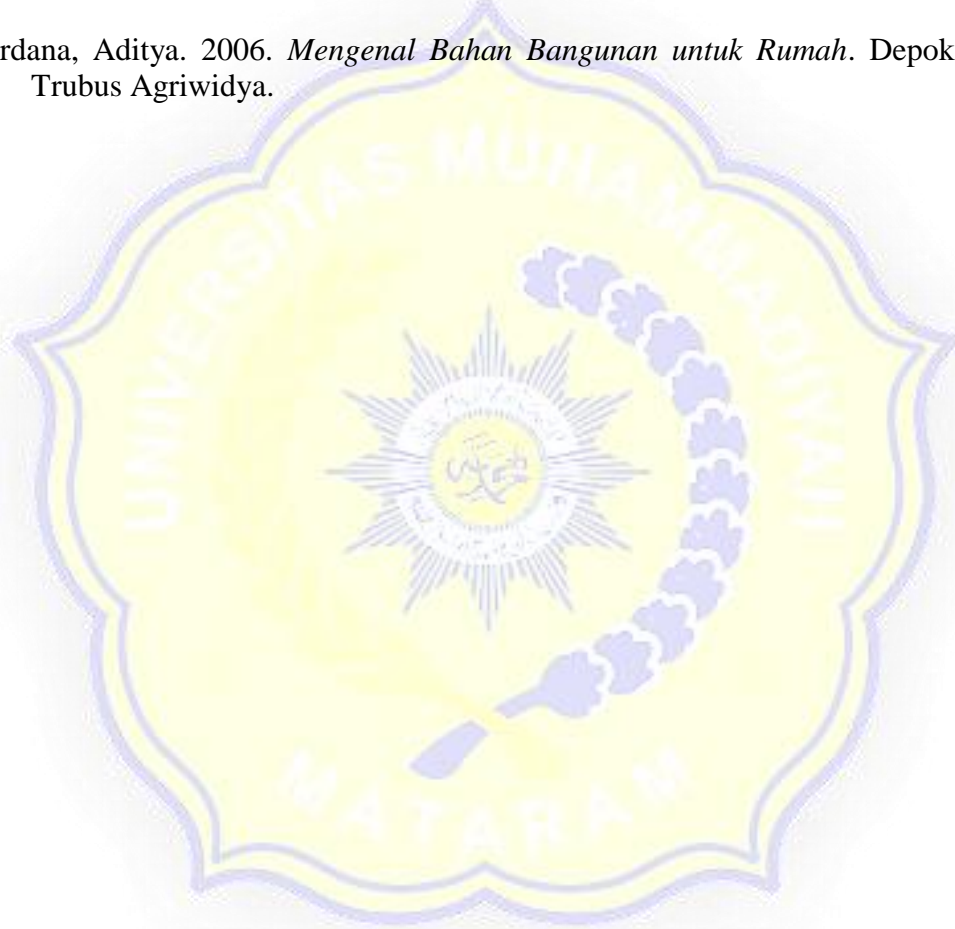 rdana, Aditya. 2006. Mengenal Bahan Bangunan untuk Rumah. Depok
Trubus Agriwidya.
UNIVERSITAS MUHAMMADIYAH
MATARAM